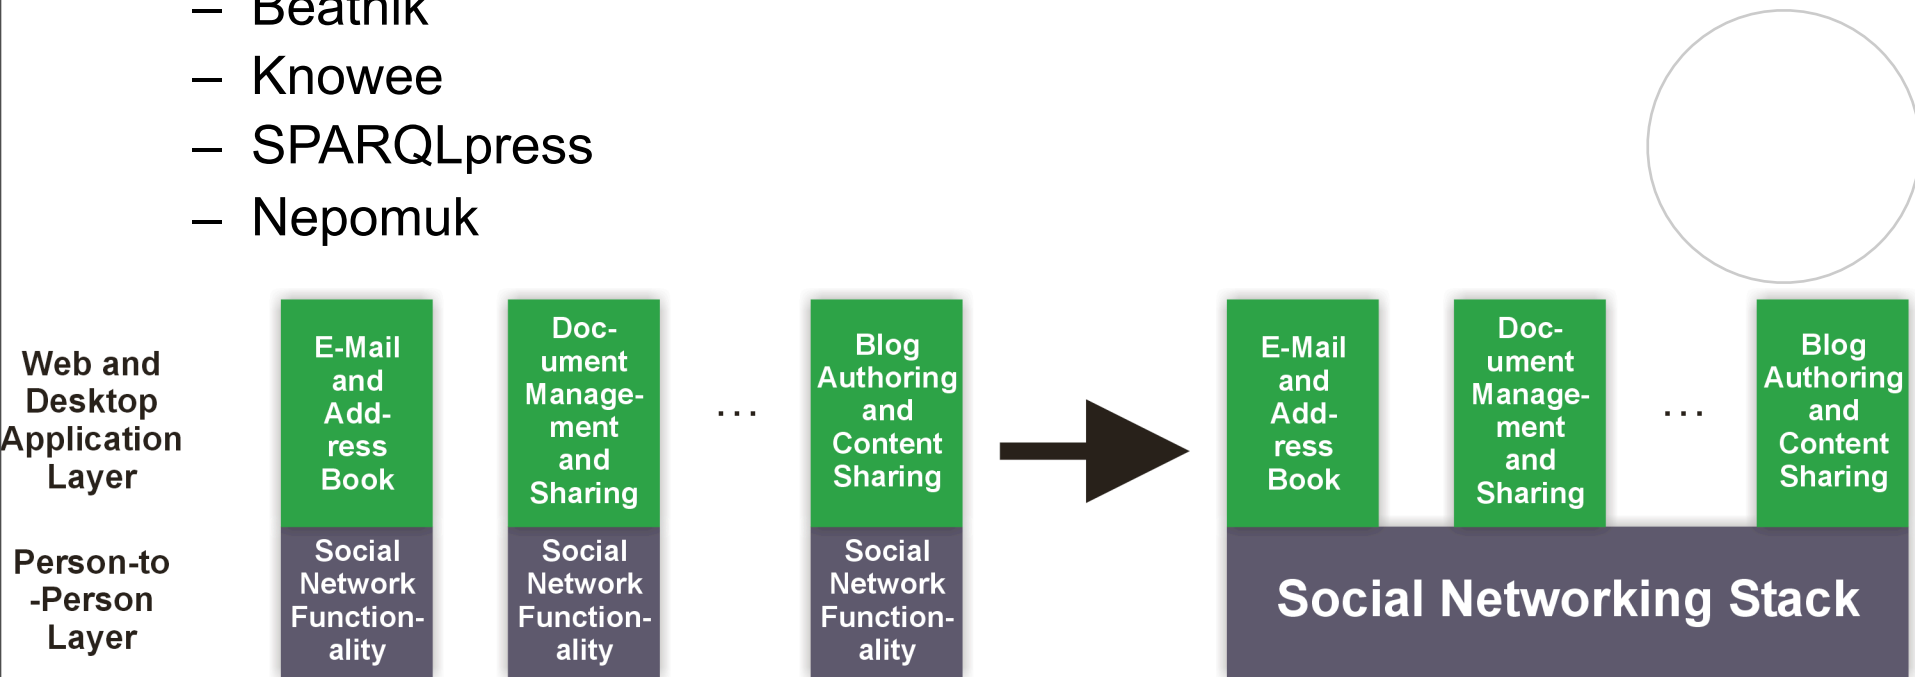 – Beatnik
– Knowee
– SPARQLpress
– Nepomuk
Web and
Desktop
Application
Layer
E-Mail
and
Add-
ress
Book
Doc-
ument
Manage-
ment
and
Sharing
...
Blog
Authoring
and
Content
Sharing
E-Mail
and
Add-
ress
Book
Doc-
ument
Manage-
ment
and
Sharing
...
Blog
Authoring
and
Content
Sharing
Person-to
-Person
Layer
Social
Network
Function-
ality
Social
Network
Function-
ality
Social
Network
Function-
ality
Social Networking Stack